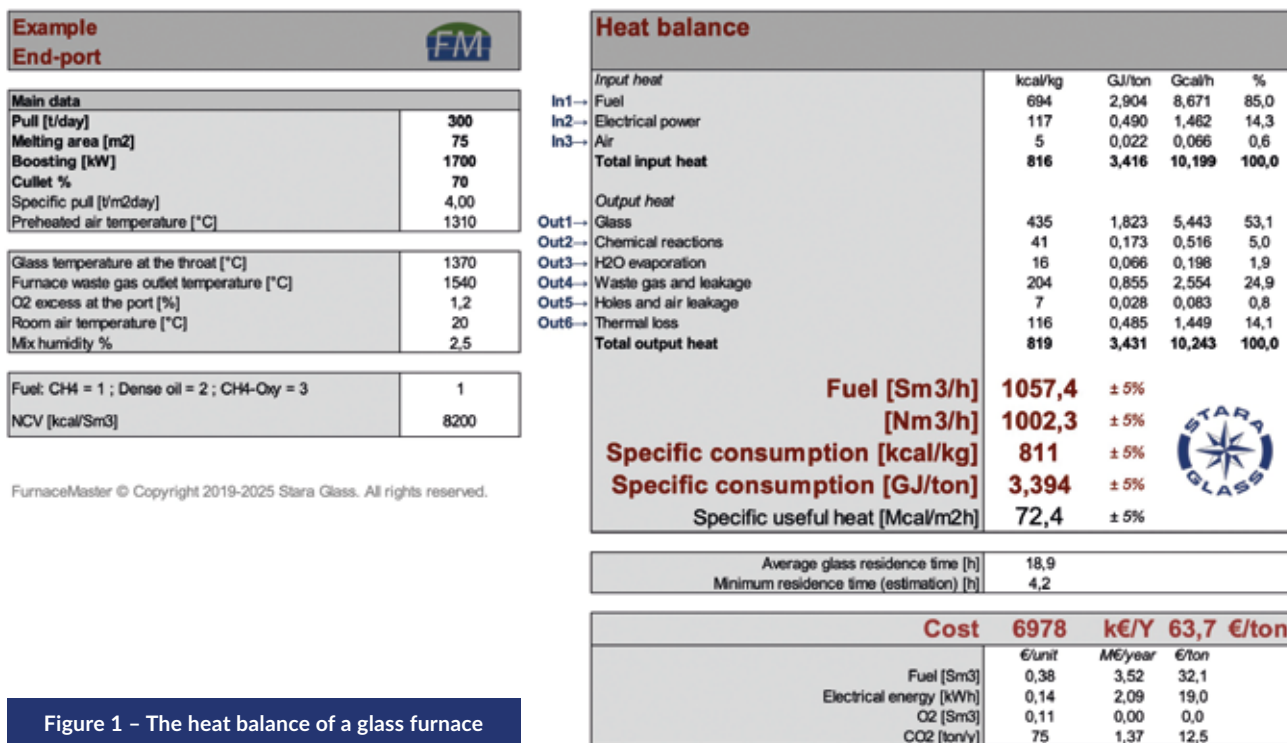 Example
End-port
FM
Main data
Pull [t/day] 300
Melting area [m2] 75
Boosting [kW] 1700
Cullet % 70
Specific pull [t/m2day] 4,00
Preheated air temperature [°C] 1310
Glass temperature at the throat [°C] 1370
Furnace waste gas outlet temperature [°C] 1540
O2 excess at the port [%] 1,2
Room air temperature [°C] 20
Mix humidity % 2,5
Fuel: CH4 = 1 ; Dense oil = 2 ; CH4-Oxy = 3 1
NCV [kcal/Sm3] 8200
FurnaceMaster © Copyright 2019-2025 Stara Glass. All rights reserved.
Figure 1 – The heat balance of a glass furnace
Heat balance
Input heat kcal/kg GJ/ton Gcal/h %
In1→ Fuel 694 2,904 8,671 85,0
In2→ Electrical power 117 0,490 1,462 14,3
In3→ Air 5 0,022 0,066 0,6
Total input heat 816 3,416 10,199 100,0
Output heat
Out1→ Glass 435 1,823 5,443 53,1
Out2→ Chemical reactions 41 0,173 0,516 5,0
Out3→ H2O evaporation 16 0,066 0,198 1,9
Out4→ Waste gas and leakage 204 0,855 2,554 24,9
Out5→ Holes and air leakage 7 0,028 0,083 0,8
Out6→ Thermal loss 116 0,485 1,449 14,1
Total output heat 819 3,431 10,243 100,0
Fuel [Sm3/h] 1057,4 ± 5%
[Nm3/h] 1002,3 ± 5%
Specific consumption [kcal/kg] 811 ± 5%
Specific consumption [GJ/ton] 3,394 ± 5%
Specific useful heat [Mcal/m2h] 72,4 ± 5%
STARA GLASS
Average glass residence time [h] 18,9
Minimum residence time (estimation) [h] 4,2
Cost 6978 k€/Y 63,7 €/ton
€/unit M€/year €/ton
Fuel [Sm3] 0,38 3,52 32,1
Electrical energy [kWh] 0,14 2,09 19,0
O2 [Sm3] 0,11 0,00 0,0
CO2 [ton/y] 75 1,37 12,5